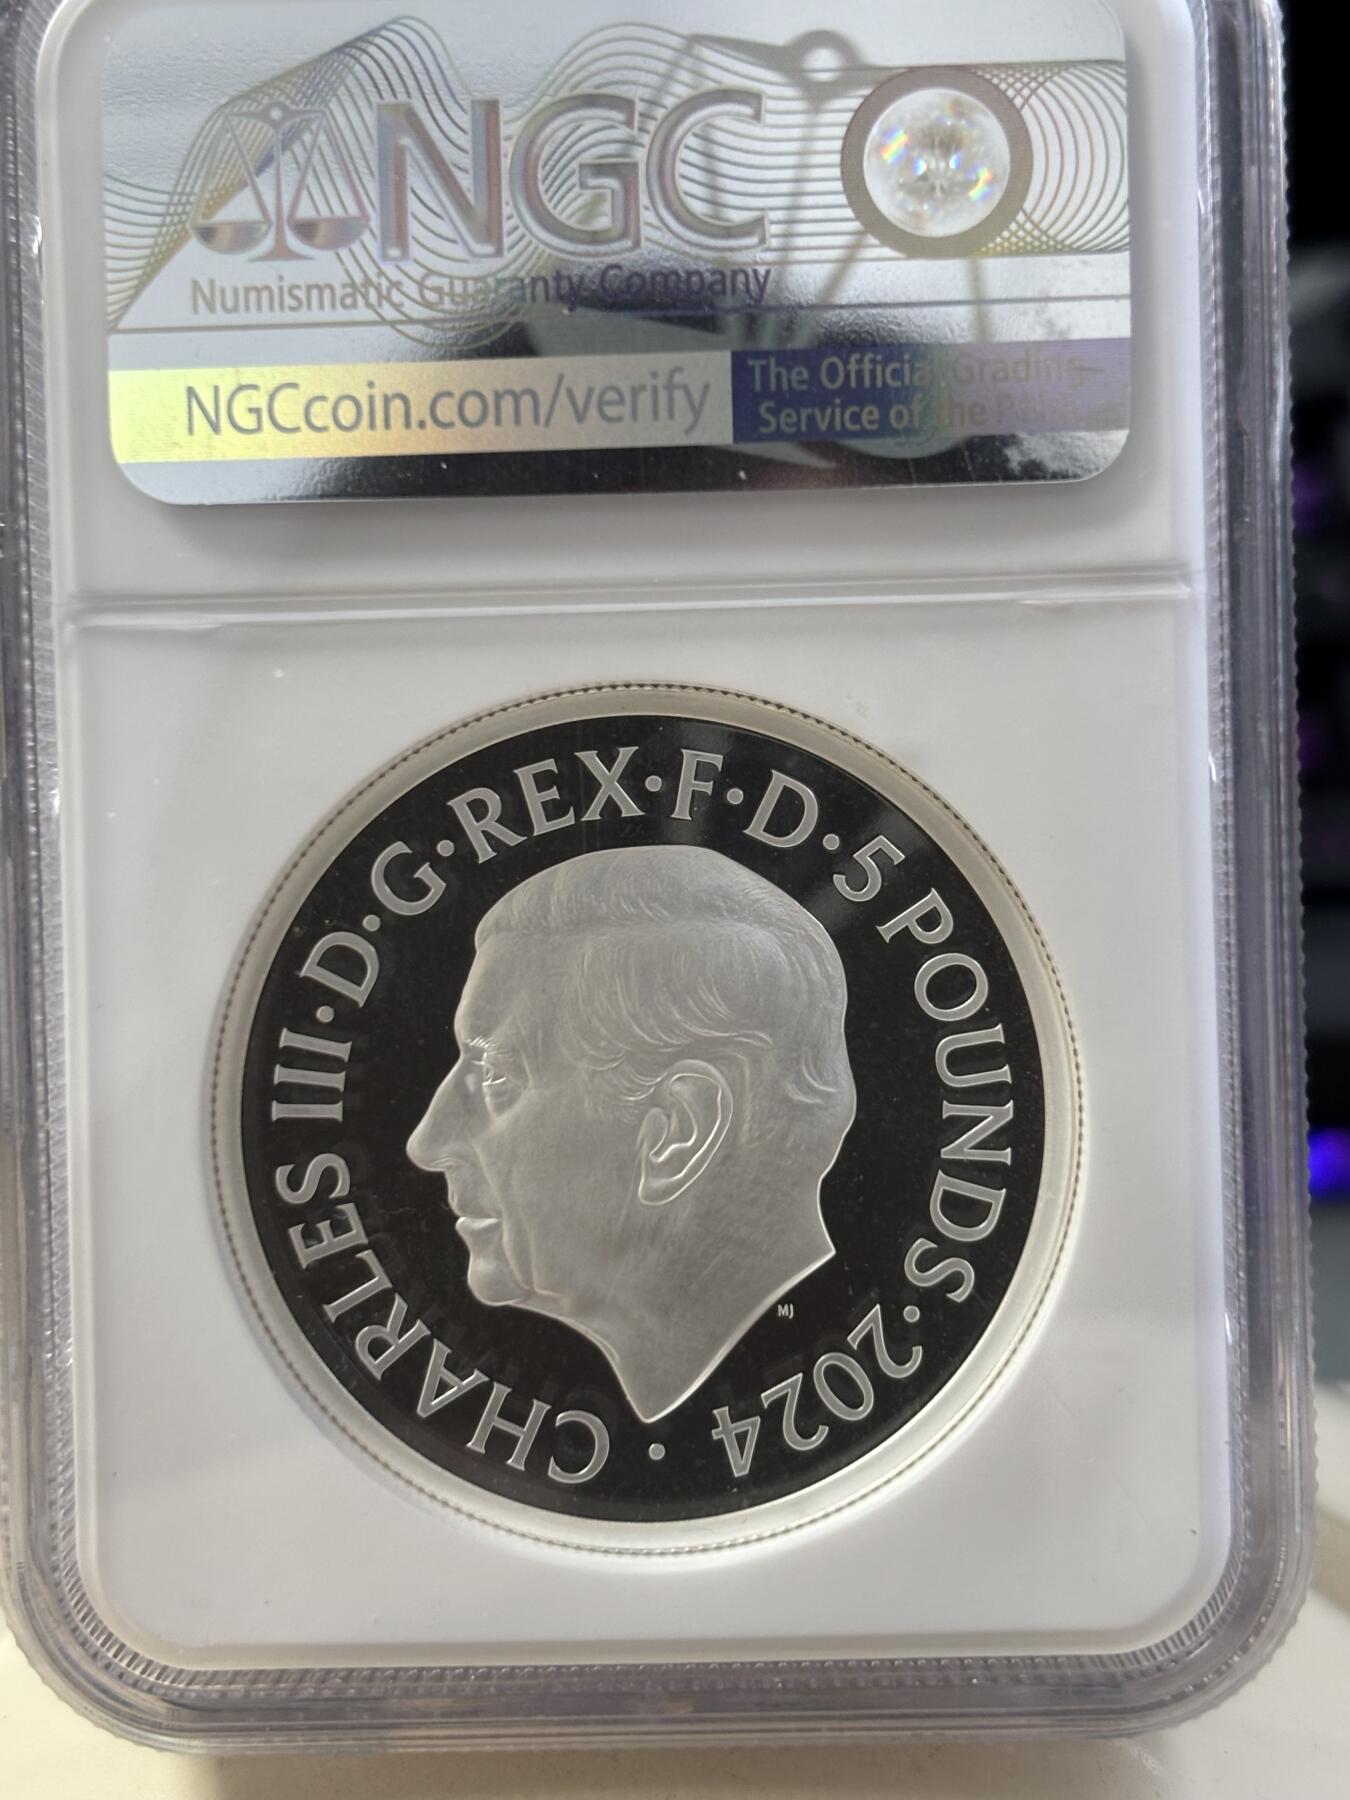 NGC
Numismatic Guaranty Company
NGCcoin.com/verify
The Official Grading
Service of the
CHARLES III·D·G·REX·F·D·5 POUNDS·2024·
MJ